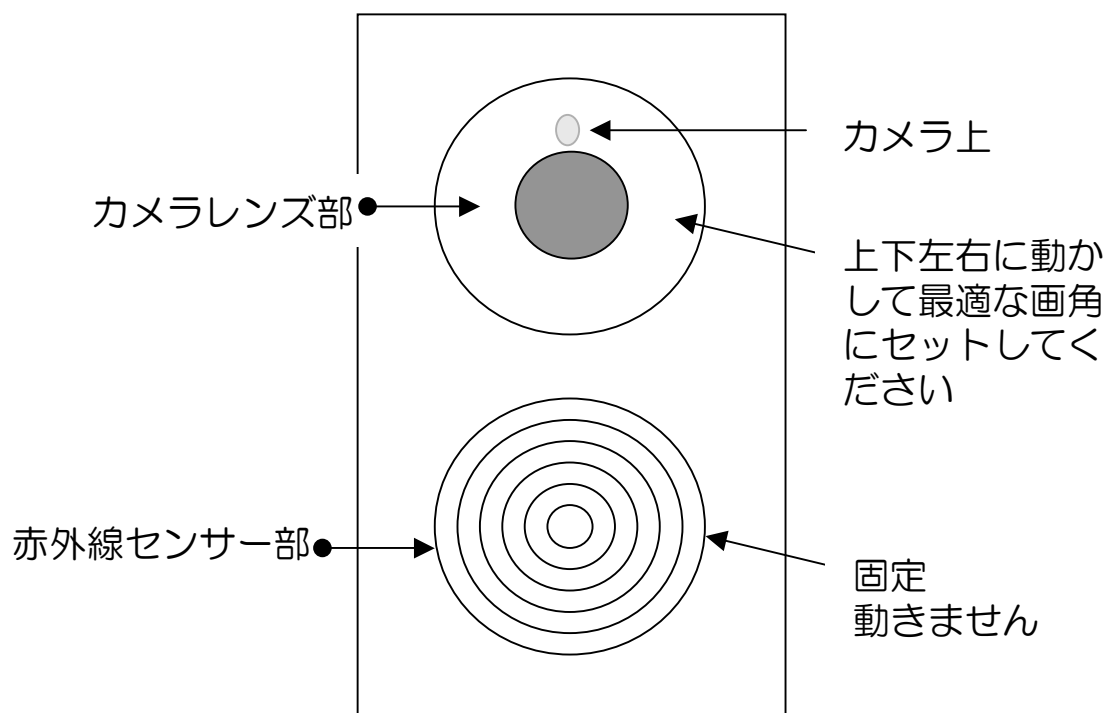 カメラ上
カメラレンズ部
上下左右に動か
して最適な画角
にセットしてく
ださい
赤外線センサー部
固定
動きません